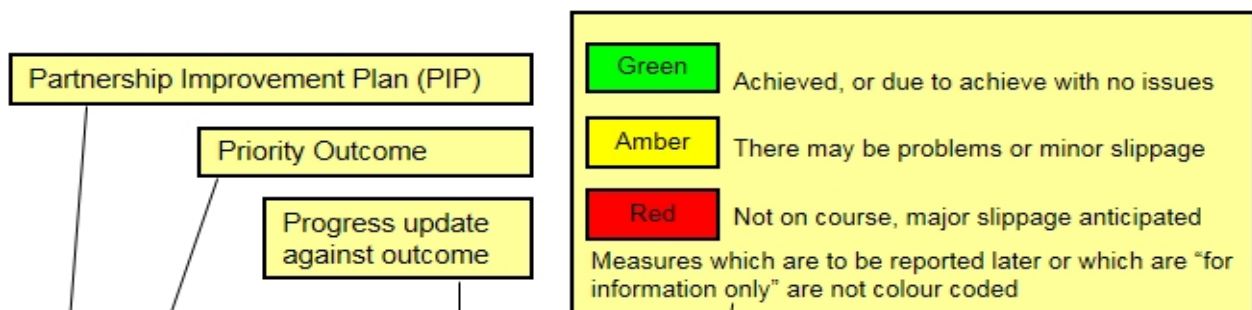 Partnership Improvement Plan (PIP)
Priority Outcome
Progress update
against outcome
Green
Achieved, or due to achieve with no issues
Amber
There may be problems or minor slippage
Red
Not on course, major slippage anticipated
Measures which are to be reported later or which are “for
information only” are not colour coded